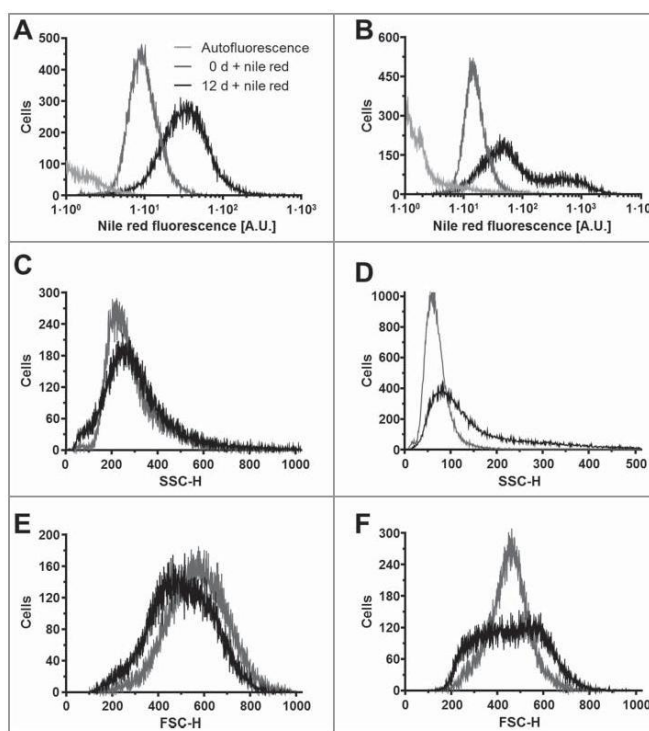 A
500
400
300
200
100
0
Cells
Autofluorescence
0 d + nile red
12 d + nile red
1·10⁰ 1·10¹ 1·10² 1·10³
Nile red fluorescence [A.U.]
B
600
450
300
150
0
Cells
1·10⁰ 1·10¹ 1·10² 1·10³ 1·10
Nile red fluorescence [A.U.]
C
300
240
180
120
60
0
Cells
0 200 400 600 800 1000
SSC-H
D
1000
800
600
400
200
0
Cells
0 100 200 300 400 500
SSC-H
E
200
160
120
80
40
0
Cells
0 200 400 600 800 1000
FSC-H
F
300
240
180
120
60
0
Cells
0 200 400 600 800 1000
FSC-H